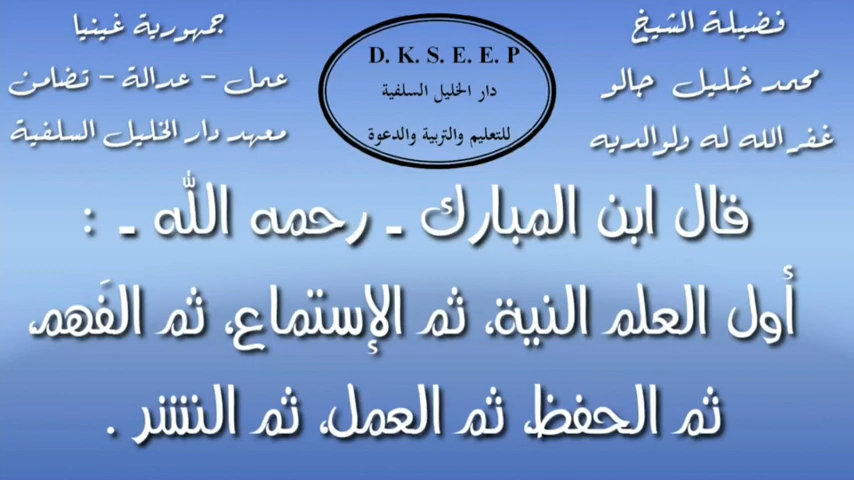 فضيلة الشيخ
محمد خليل جالو
غفر الله له ولوالديه
D. K. S. E. E. P
دار الخليل السلفية
للتعليم والتربية والدعوة
جمهورية غينيا
عمل - عدالة - تضامن
معهد دار الخليل السلفية
قال ابن المبارك ـ رحمه الله ـ :
أول العلم النية، ثم الإستماع، ثم الفَهم،
ثم الحفظ، ثم العمل، ثم النشر .